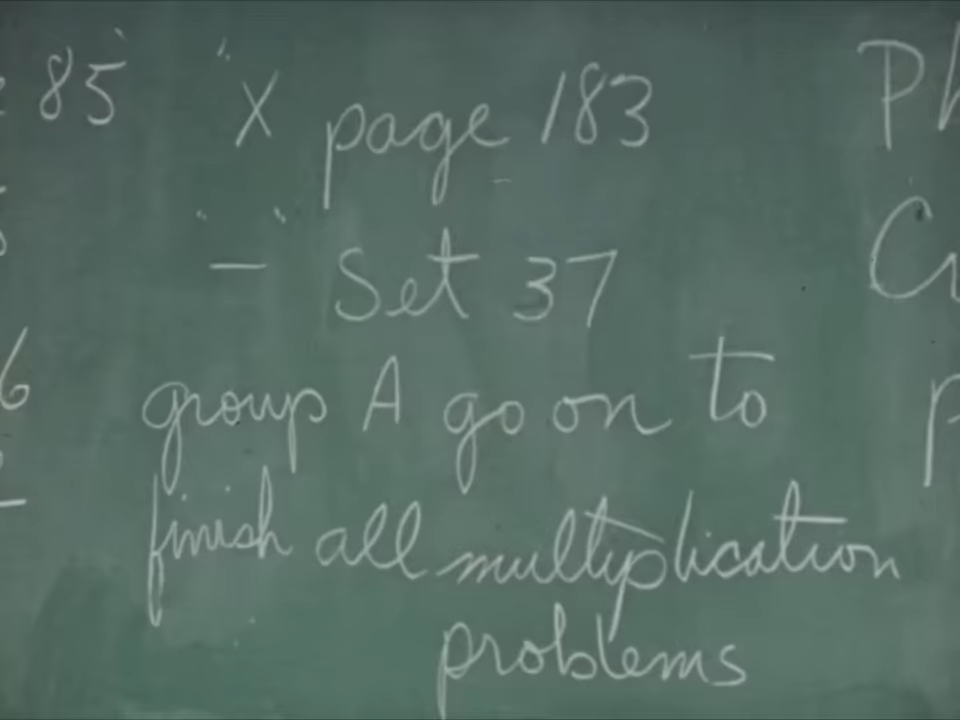 85 X page 183 Ph
- Set 37
6 group A go on to p
finish all multiplication
problems